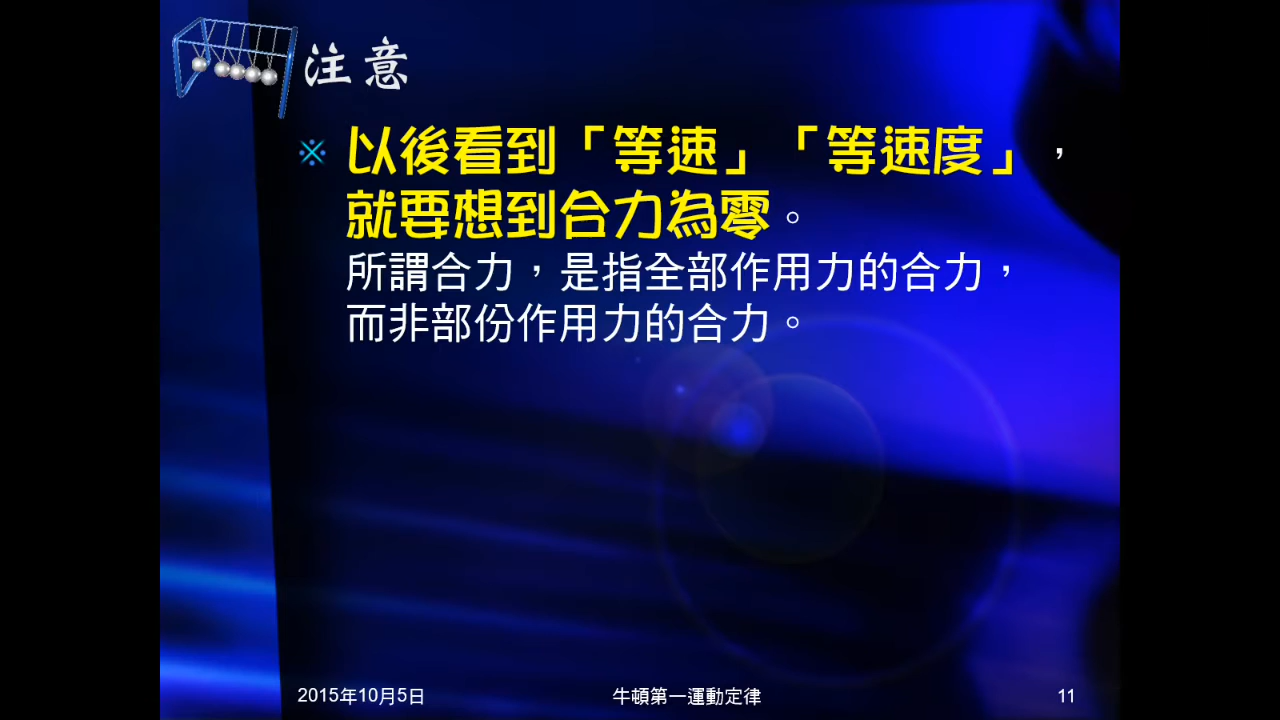 注意
※ 以後看到「等速」「等速度」，
就要想到合力為零。
所謂合力，是指全部作用力的合力，
而非部份作用力的合力。
2015年10月5日
牛頓第一運動定律
11